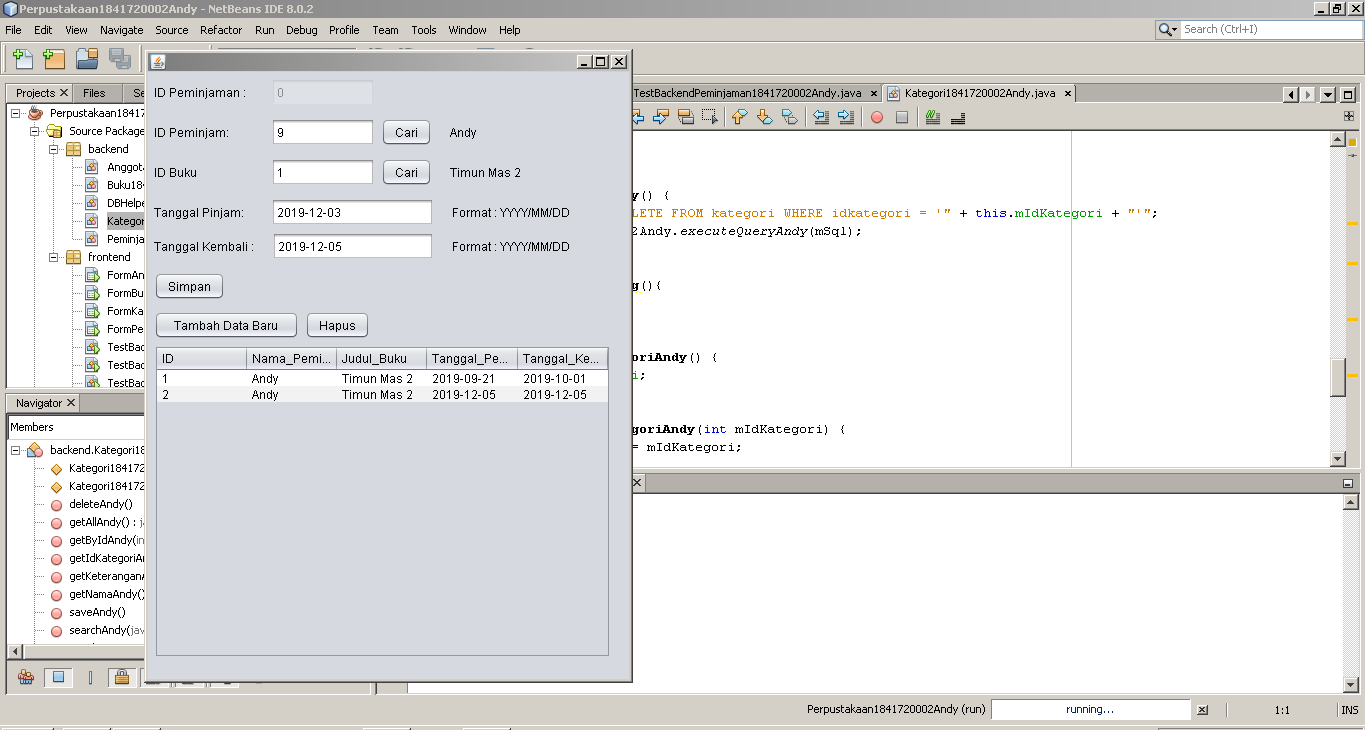 Perpustakaan1841720002Andy - NetBeans IDE 8.0.2
File Edit View Navigate Source Refactor Run Debug Profile Team Tools Window Help
Search (Ctrl+I)
Projects Files Se
TestBackendPeminjaman1841720002Andy.java Kategori1841720002Andy.java
Perpustakaan18417
Source Package
backend
Anggota
Buku184
DBHelpe
Kategor
Peminja
frontend
FormAn
FormBu
FormKa
FormPe
TestBac
TestBac
TestBac
ID Peminjaman : 0
ID Peminjam: 9 Cari Andy
ID Buku 1 Cari Timun Mas 2
Tanggal Pinjam: 2019-12-03 Format : YYYY/MM/DD
Tanggal Kembali : 2019-12-05 Format : YYYY/MM/DD
Simpan
Tambah Data Baru Hapus
ID Nama_Pemi... Judul_Buku Tanggal_Pe... Tanggal_Ke...
1 Andy Timun Mas 2 2019-09-21 2019-10-01
2 Andy Timun Mas 2 2019-12-05 2019-12-05
y() {
LETE FROM kategori WHERE idkategori = '" + this.mIdKategori + "'";
2Andy.executeQueryAndy(mSql);
g(){
oriAndy() {
i;
goriAndy(int mIdKategori) {
= mIdKategori;
Navigator
Members
backend.Kategori18
Kategori184172
Kategori184172
deleteAndy()
getAllAndy() : ja
getByIdAndy(in
getIdKategoriAn
getKeteranganA
getNamaAndy()
saveAndy()
searchAndy(jav
Perpustakaan1841720002Andy (run) running... 1:1 INS